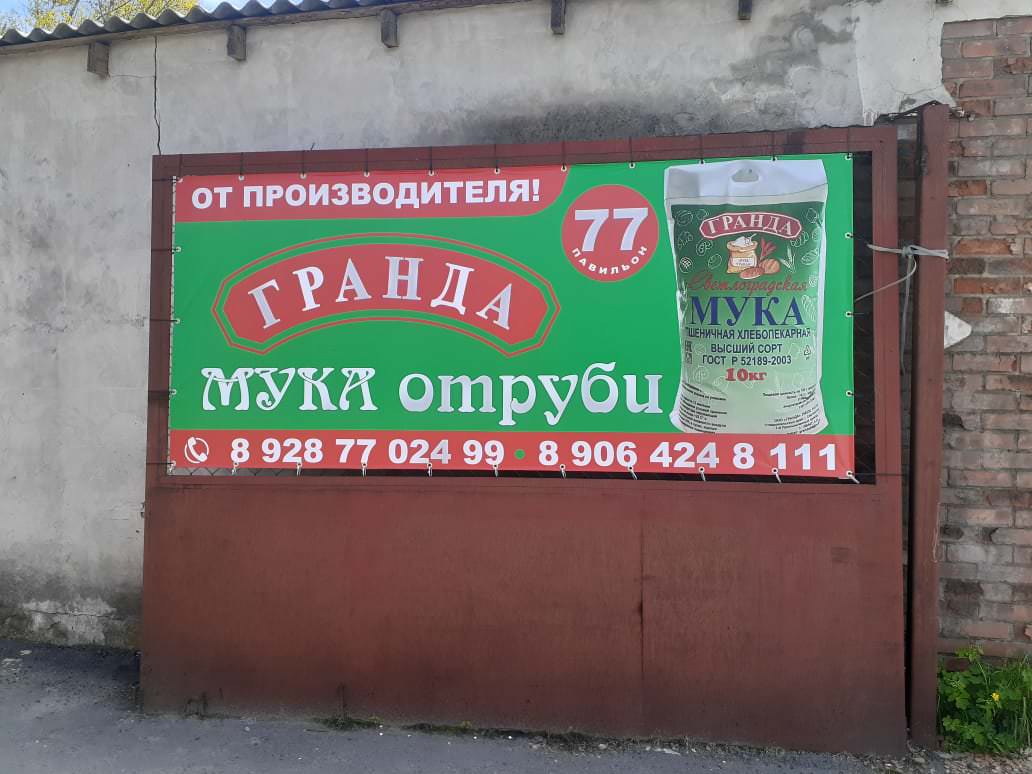 ОТ ПРОИЗВОДИТЕЛЯ!
77
ПАВИЛЬОН
ГРАНДА
МУКА отруби
8 928 77 024 99 • 8 906 424 8 111
ГРАНДА
Светлоградская
МУКА
ПШЕНИЧНАЯ ХЛЕБОПЕКАРНАЯ
ВЫСШИЙ СОРТ
ГОСТ Р 52189-2003
10кг